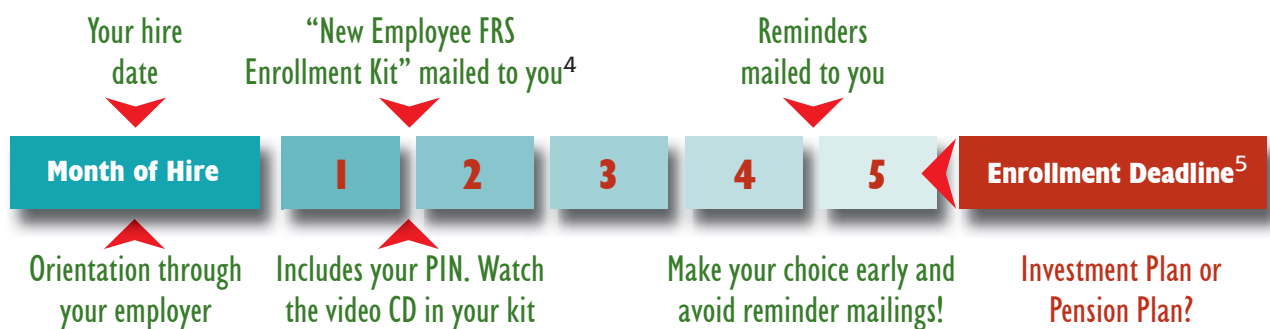 Your hire
date
“New Employee FRS
Enrollment Kit” mailed to you4
Reminders
mailed to you
Month of Hire
1
2
3
4
5
Enrollment Deadline5
Orientation through
your employer
Includes your PIN. Watch
the video CD in your kit
Make your choice early and
avoid reminder mailings!
Investment Plan or
Pension Plan?